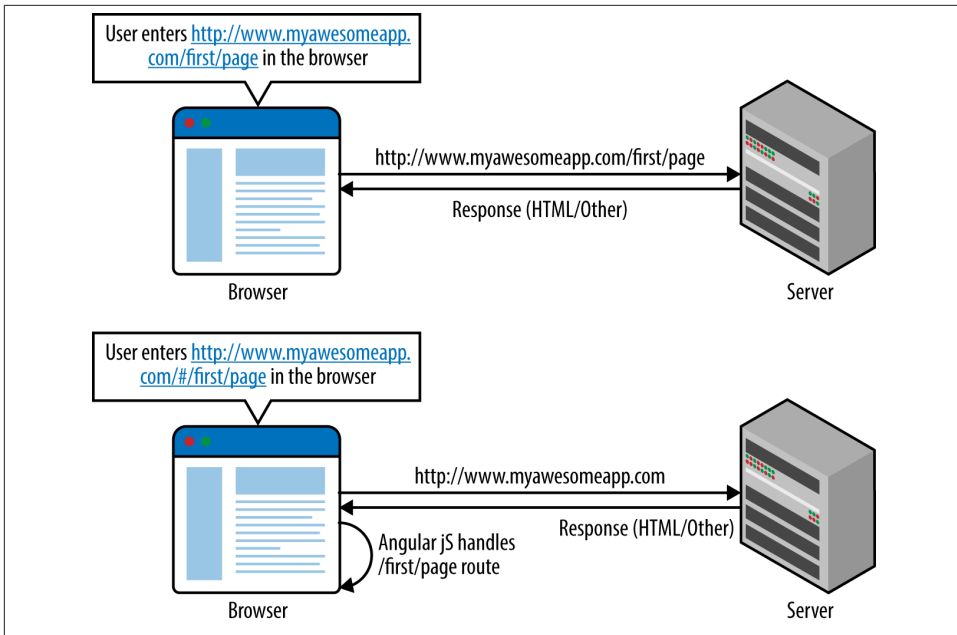 User enters http://www.myawesomeapp.
com/first/page in the browser
http://www.myawesomeapp.com/first/page
Response (HTML/Other)
Browser
Server
User enters http://www.myawesomeapp.
com/#/first/page in the browser
http://www.myawesomeapp.com
Response (HTML/Other)
Angular jS handles
/first/page route
Browser
Server